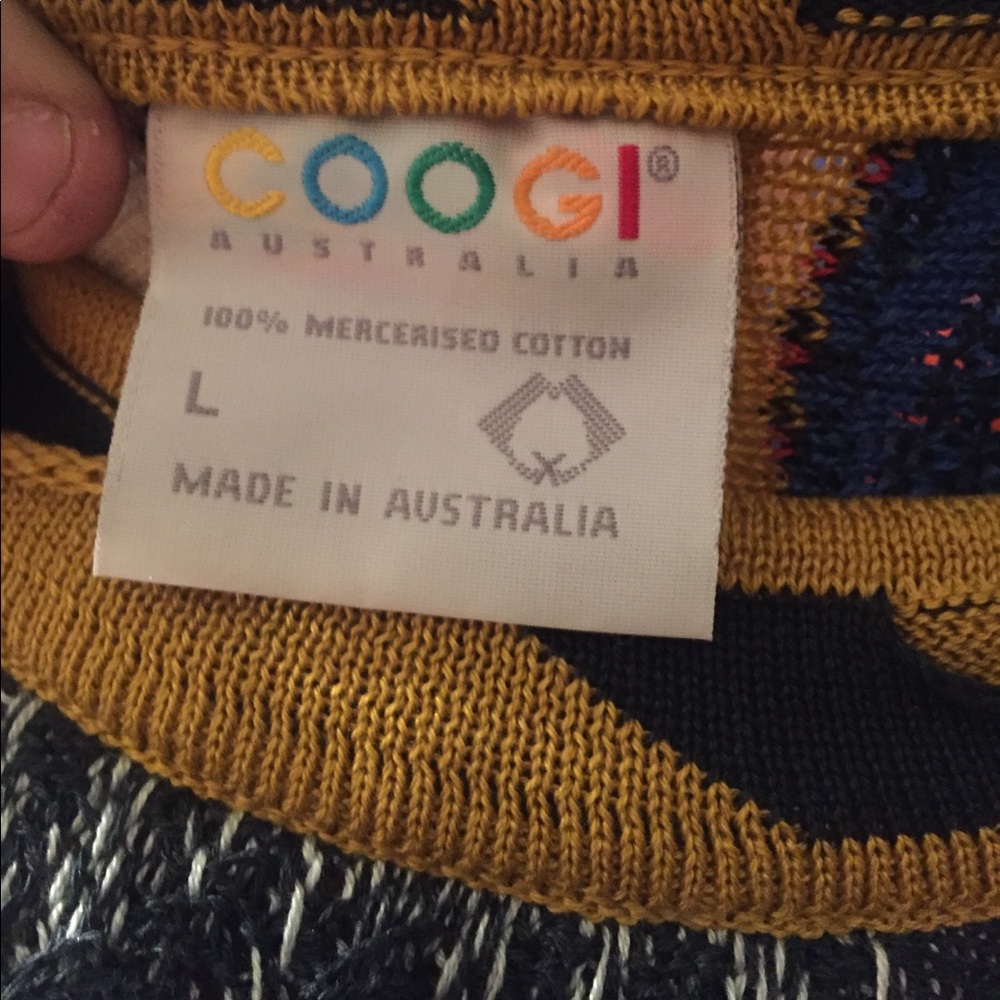 COOGI®
AUSTRALIA
100% MERCERISED COTTON
L
MADE IN AUSTRALIA